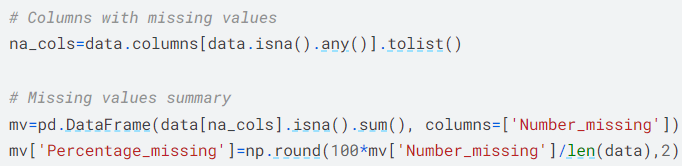 # Columns with missing values
na_cols=data.columns[data.isna().any()].tolist()
# Missing values summary
mv=pd.DataFrame(data[na_cols].isna().sum(), columns=['Number_missing'])
mv['Percentage_missing']=np.round(100*mv['Number_missing']/len(data),2)